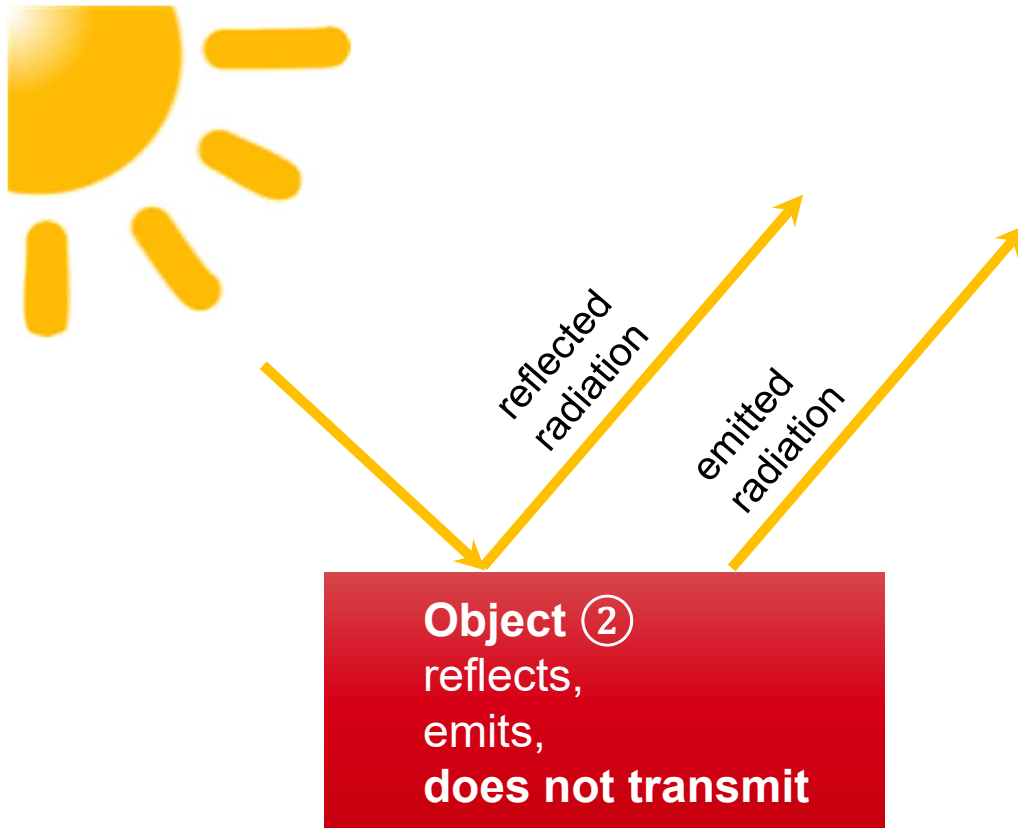 reflected
radiation
emitted
radiation
Object ②
reflects,
emits,
does not transmit